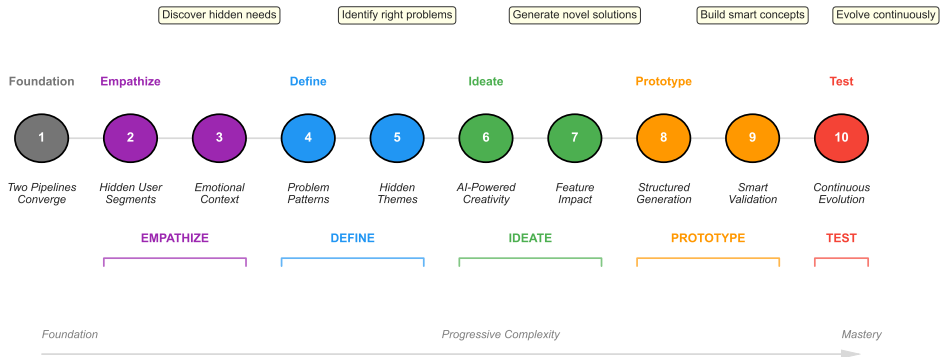 Discover hidden needs
Identify right problems
Generate novel solutions
Build smart concepts
Evolve continuously
Foundation
Empathize
Define
Ideate
Prototype
Test
1
2
3
4
5
6
7
8
9
10
Two Pipelines
Converge
Hidden User
Segments
Emotional
Context
Problem
Patterns
Hidden
Themes
AI-Powered
Creativity
Feature
Impact
Structured
Generation
Smart
Validation
Continuous
Evolution
EMPATHIZE
DEFINE
IDEATE
PROTOTYPE
TEST
Foundation
Progressive Complexity
Mastery